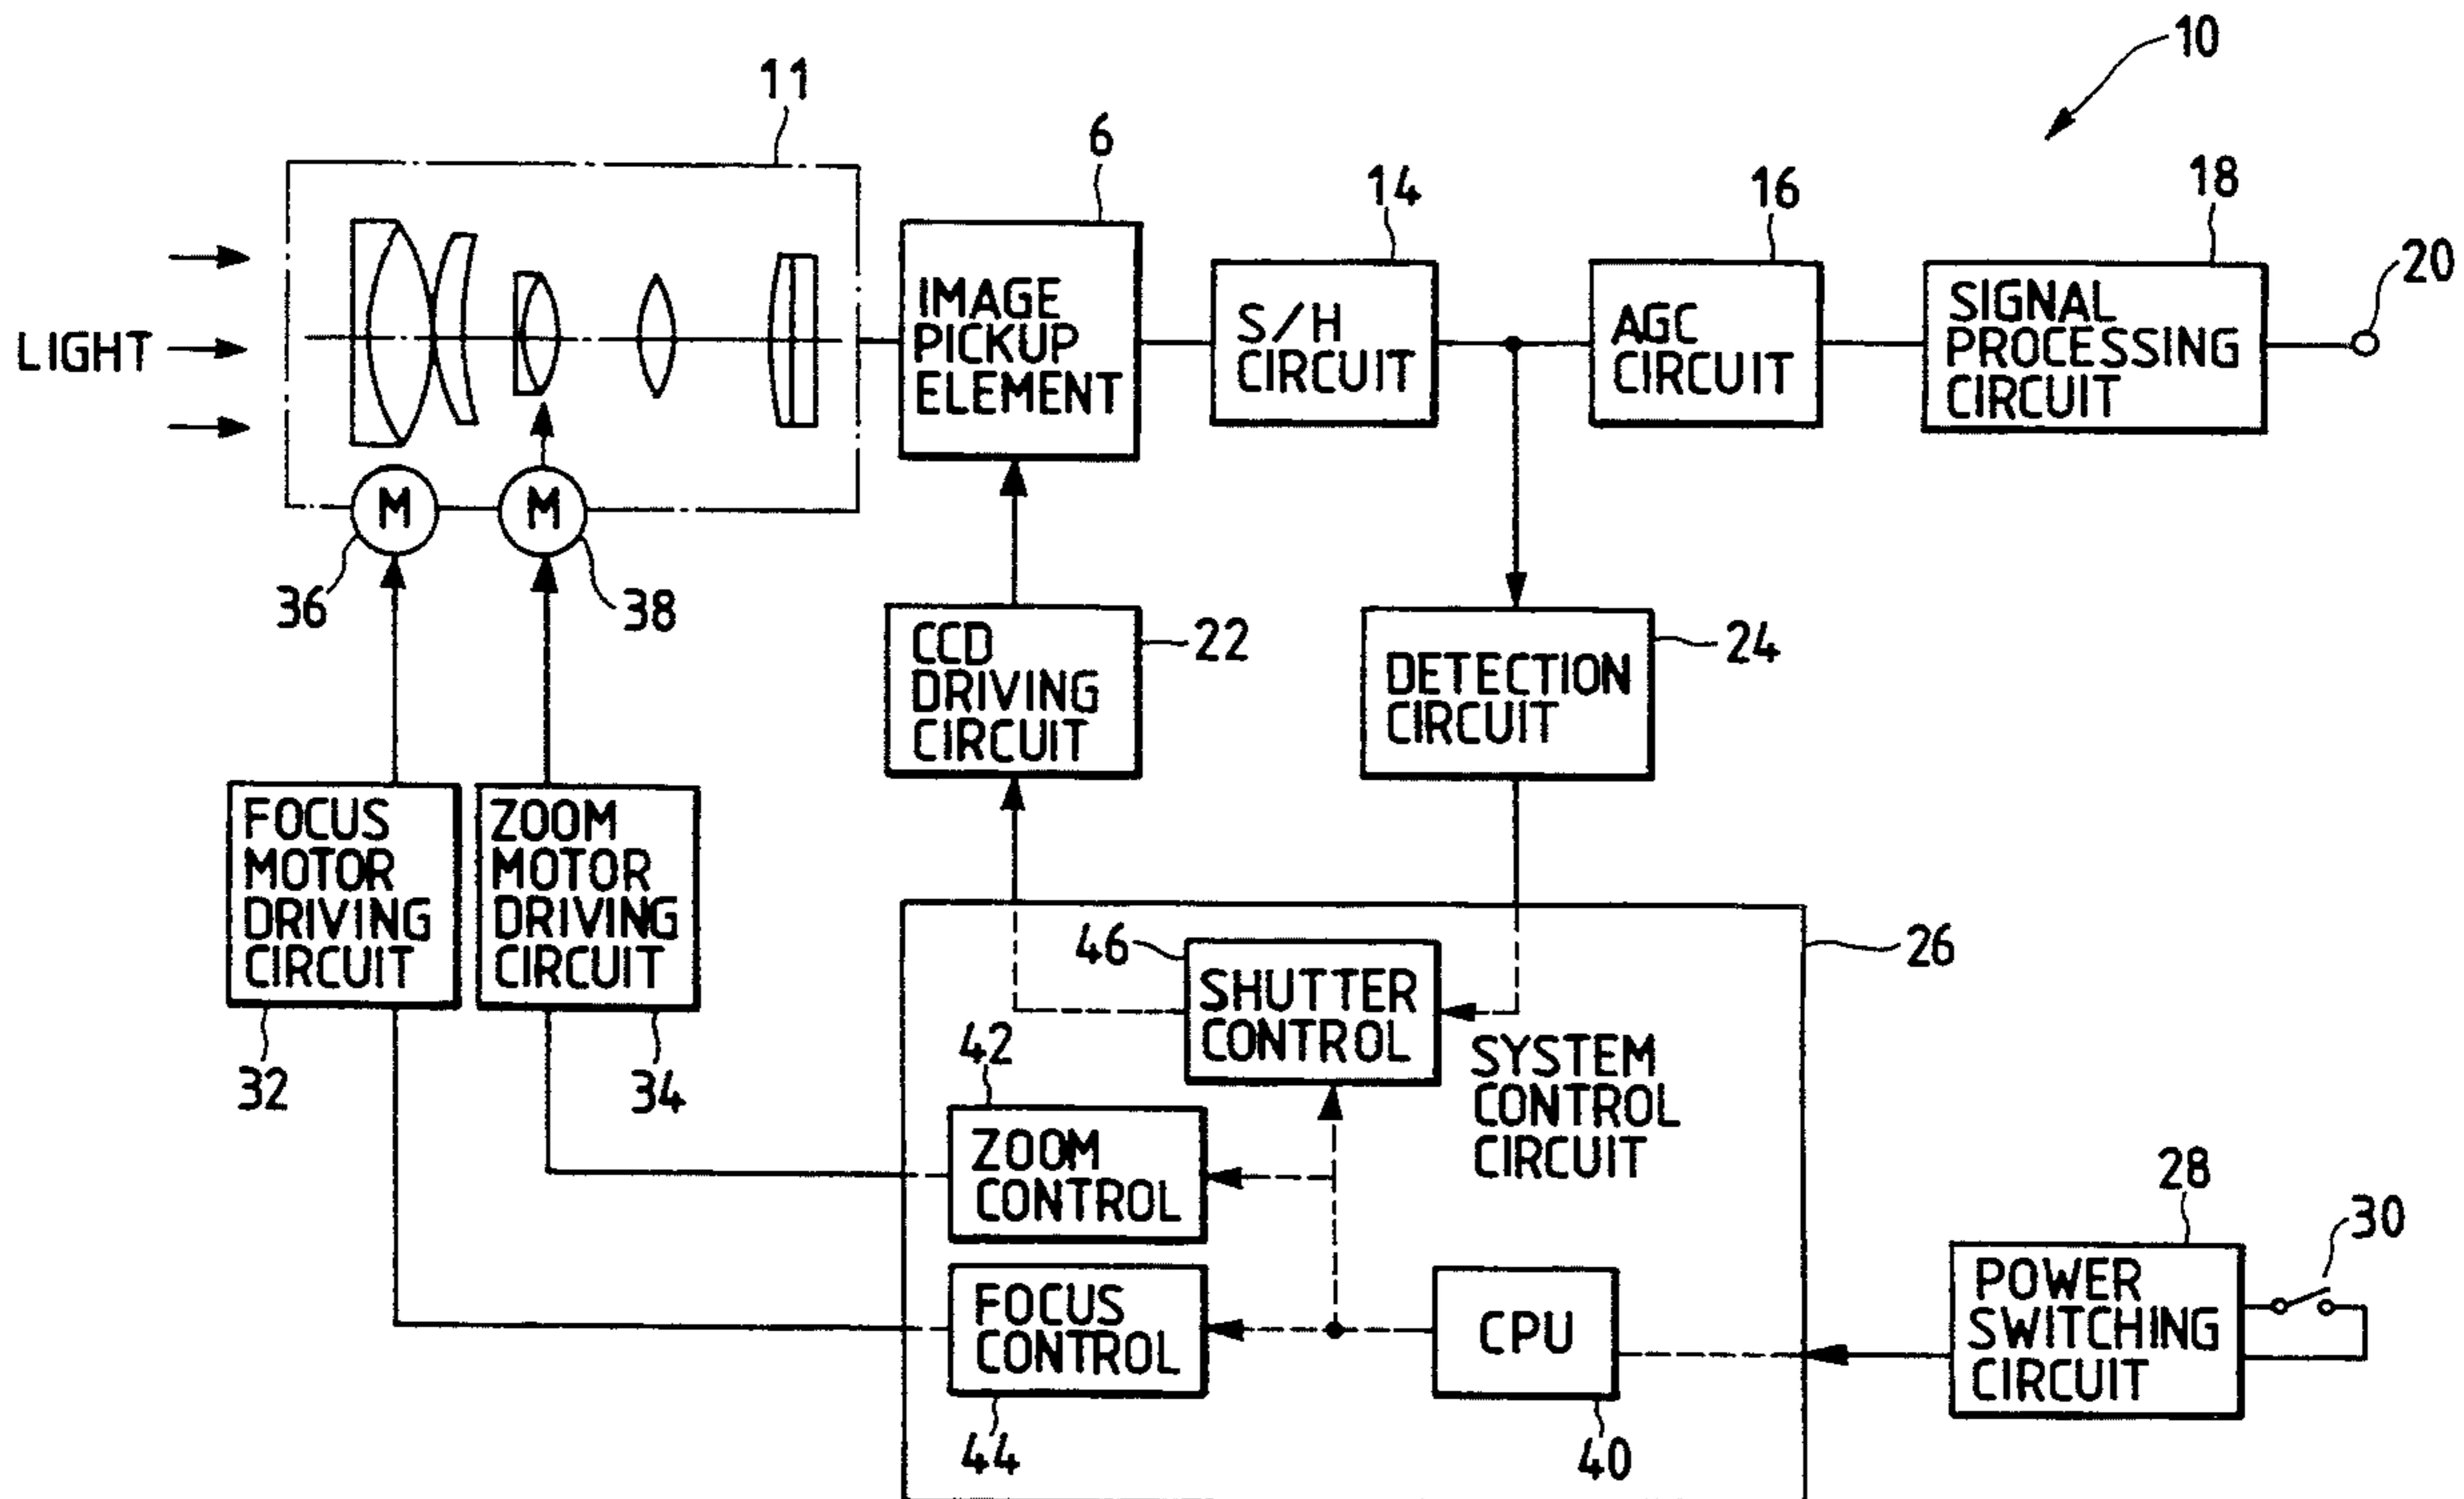 10
11
6
14
16
18
20
LIGHT
IMAGE
PICKUP
ELEMENT
S/H
CIRCUIT
AGC
CIRCUIT
SIGNAL
PROCESSING
CIRCUIT
M
M
36
38
CCD
DRIVING
CIRCUIT
22
DETECTION
CIRCUIT
24
FOCUS
MOTOR
DRIVING
CIRCUIT
ZOOM
MOTOR
DRIVING
CIRCUIT
32
34
46
SHUTTER
CONTROL
26
SYSTEM
CONTROL
CIRCUIT
42
ZOOM
CONTROL
FOCUS
CONTROL
44
CPU
40
28
30
POWER
SWITCHING
CIRCUIT